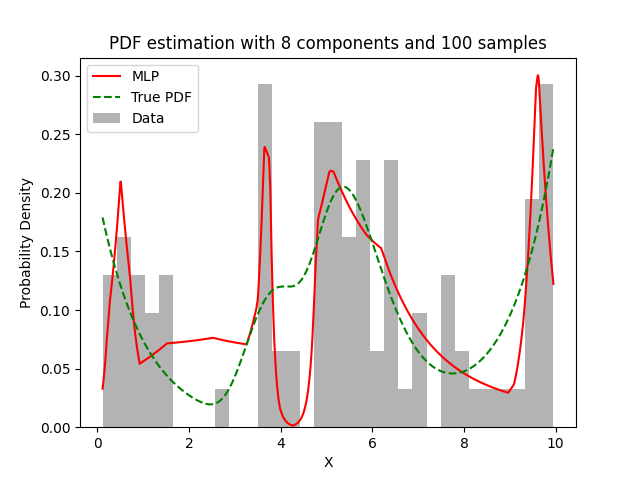 PDF estimation with 8 components and 100 samples
MLP
True PDF
Data
Probability Density
0.30
0.25
0.20
0.15
0.10
0.05
0.00
0 2 4 6 8 10
X